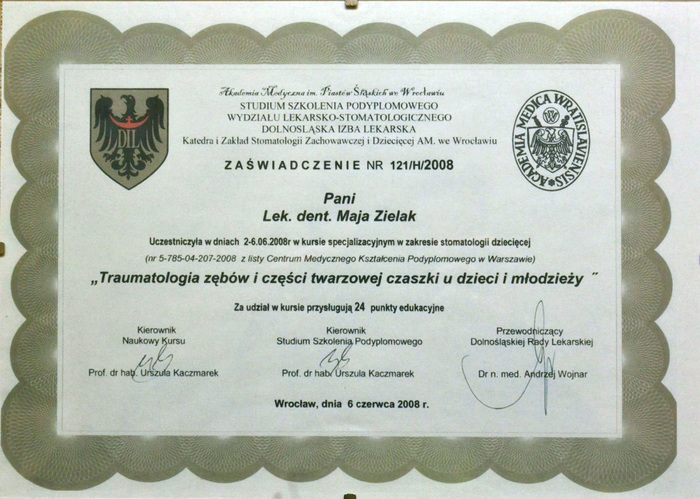 Akademia Medyczna im. Piastów Śląskich we Wrocławiu
STUDIUM SZKOLENIA PODYPLOMOWEGO
WYDZIAŁU LEKARSKO-STOMATOLOGICZNEGO
DOLNOŚLĄSKA IZBA LEKARSKA
Katedra i Zakład Stomatologii Zachowawczej i Dziecięcej AM. we Wrocławiu
DIL
ACADEMIA MEDICA WRATISLAVIENSIS
ZAŚWIADCZENIE NR 121/H/2008
Pani
Lek. dent. Maja Zielak
Uczestniczyła w dniach 2-6.06.2008r w kursie specjalizacyjnym w zakresie stomatologii dziecięcej
(nr 5-785-04-207-2008 z listy Centrum Medycznego Kształcenia Podyplomowego w Warszawie)
„Traumatologia zębów i części twarzowej czaszki u dzieci i młodzieży ˝
Za udział w kursie przysługują 24 punkty edukacyjne
Kierownik
Naukowy Kursu
Prof. dr hab. Urszula Kaczmarek
Kierownik
Studium Szkolenia Podyplomowego
Prof. dr hab. Urszula Kaczmarek
Przewodniczący
Dolnośląskiej Rady Lekarskiej
Dr n. med. Andrzej Wojnar
Wrocław, dnia 6 czerwca 2008 r.